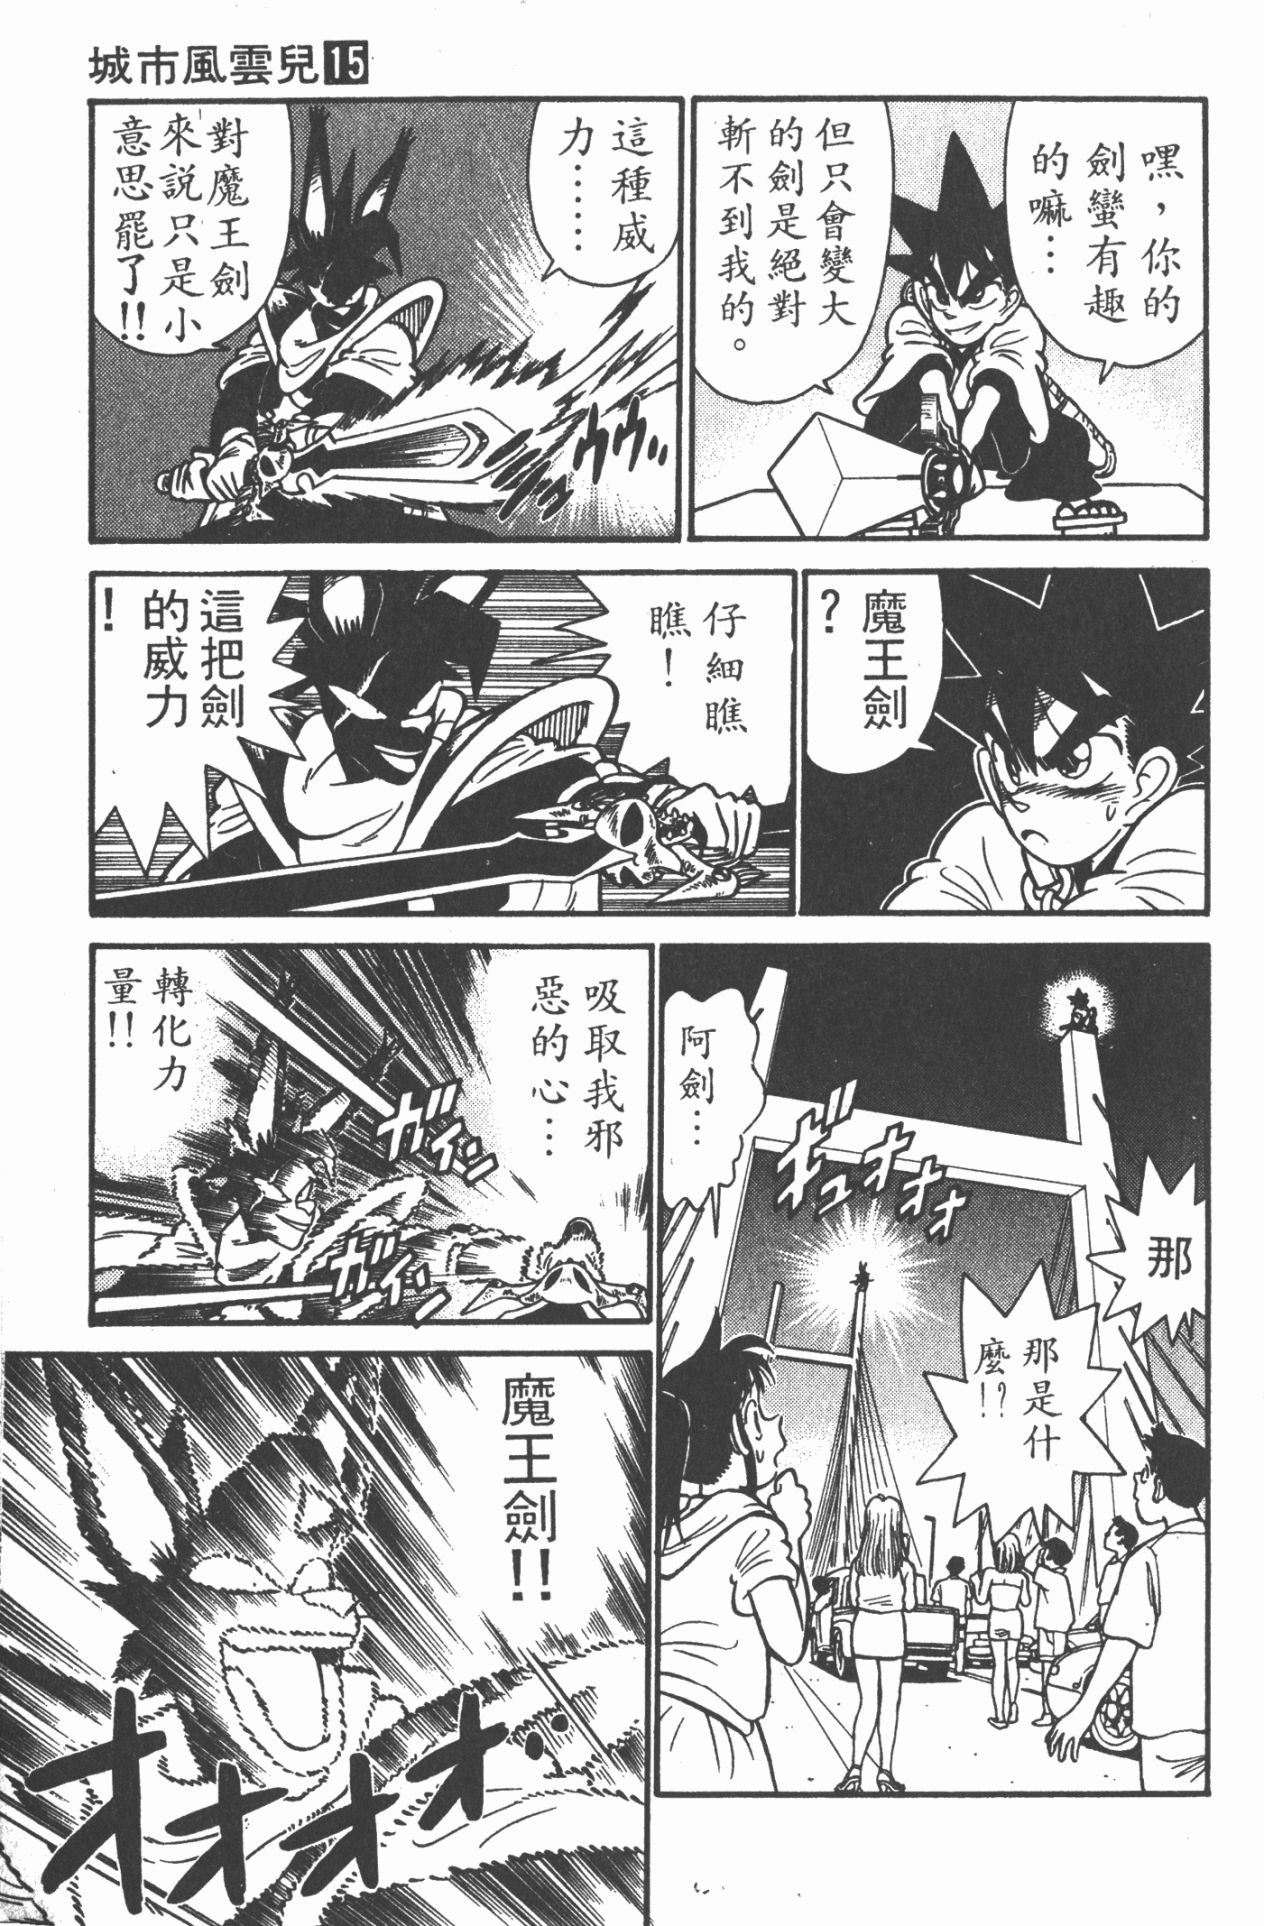 城市風雲兒15
嘿，你的
劍蠻有趣
的嘛…
但只會變大
的劍是絕對
斬不到我的。
這種威
力……
對魔王劍
來說只是小
意思罷了!!
ウウ
魔王劍
?
仔細瞧
瞧!
這把劍
的威力
!
那
那是什
麼!?
阿劍…
ギュオオオ
吸取我邪
惡的心…
轉化力
量!!
ガイン
ガイン
魔王劍!!
オオオオ